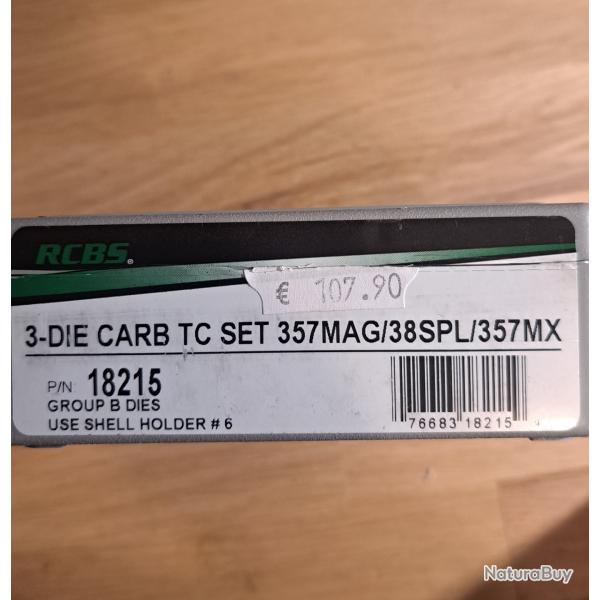 RCBS®
€ 107.90
3-DIE CARB TC SET 357MAG/38SPL/357MX
P/N: 18215
GROUP B DIES
USE SHELL HOLDER # 6
76683 18215
NaturaBuy